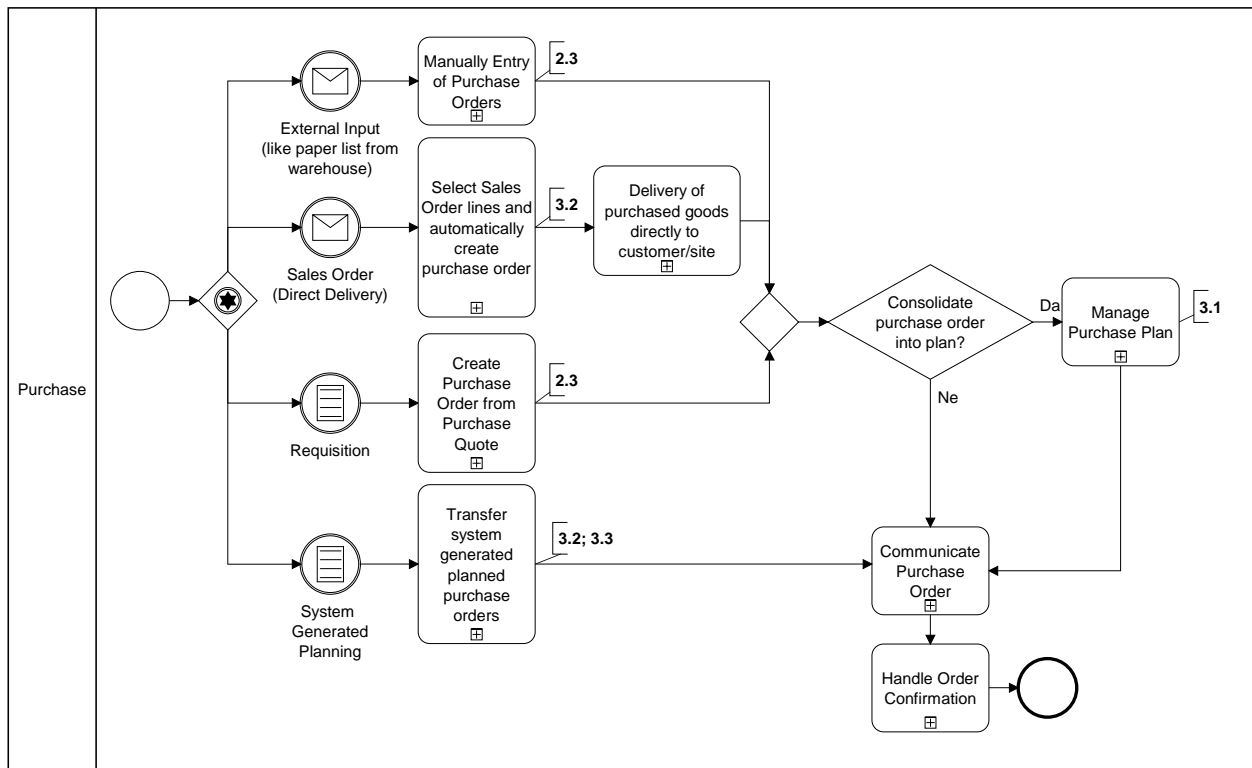 Purchase
External Input
(like paper list from
warehouse)
Manually Entry
of Purchase
Orders
2.3
Sales Order
(Direct Delivery)
Select Sales
Order lines and
automatically
create
purchase order
3.2
Delivery of
purchased goods
directly to
customer/site
Consolidate
purchase order
into plan?
Da
Manage
Purchase Plan
3.1
Ne
Requisition
Create
Purchase
Order from
Purchase
Quote
2.3
System
Generated
Planning
Transfer
system
generated
planned
purchase
orders
3.2; 3.3
Communicate
Purchase
Order
Handle Order
Confirmation